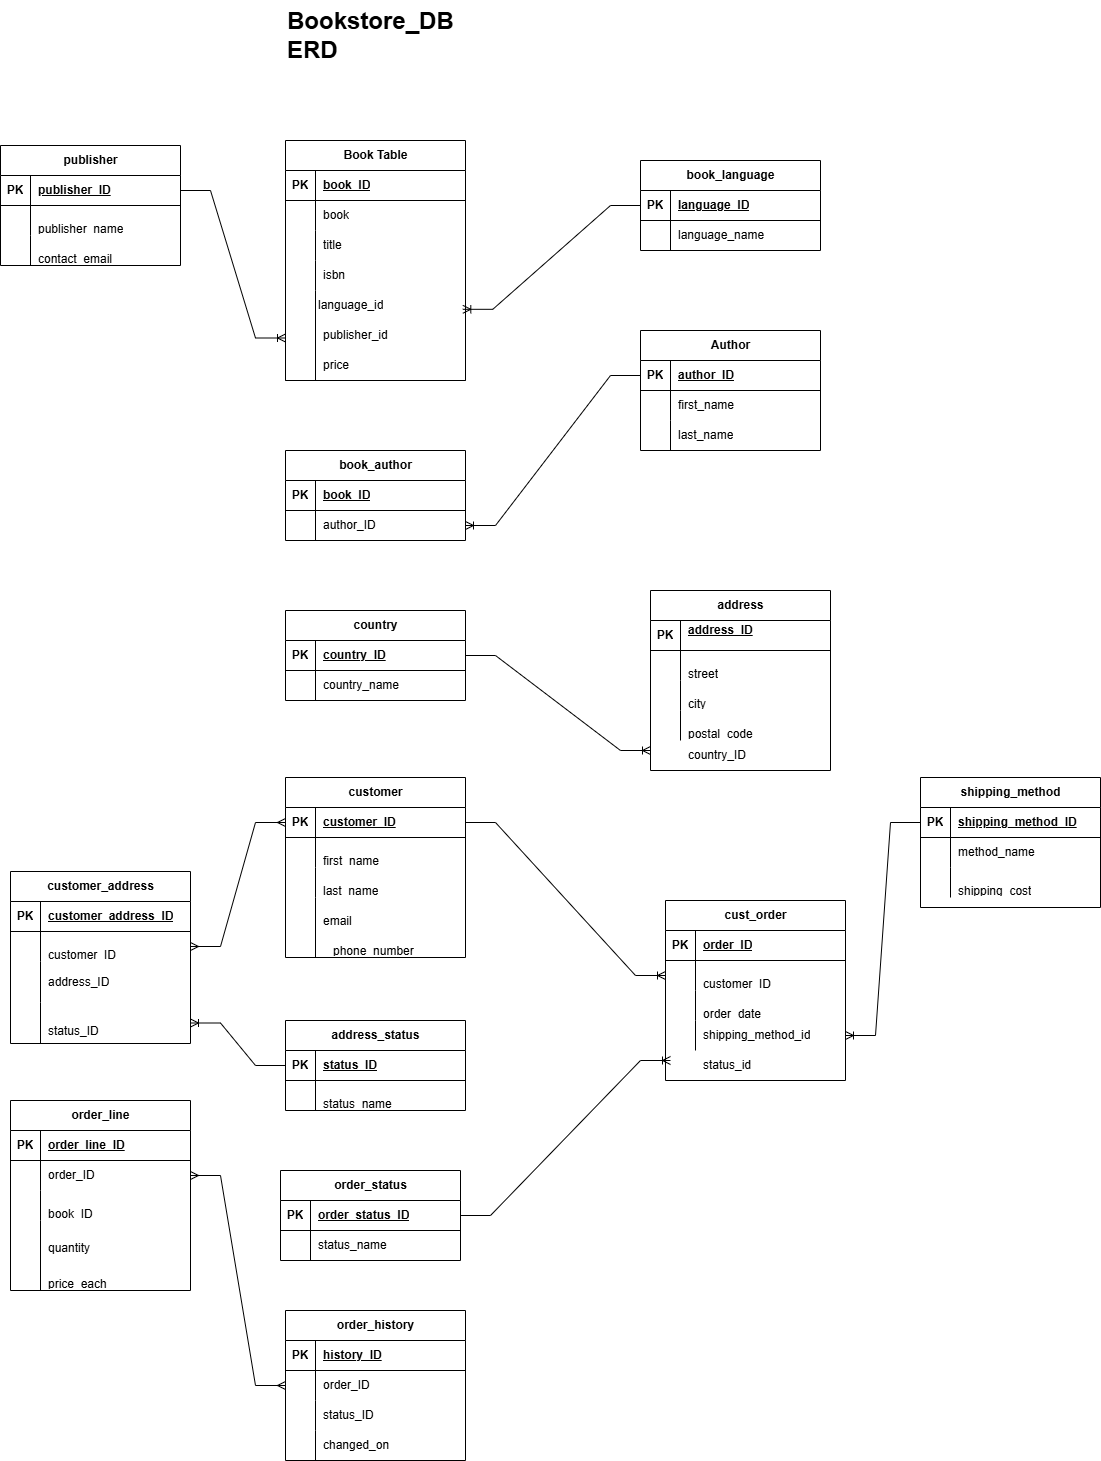 Bookstore_DB
ERD
publisher
PK publisher_ID
publisher_name
contact_email
Book Table
PK book_ID
book
title
isbn
language_id
publisher_id
price
book_language
PK language_ID
language_name
Author
PK author_ID
first_name
last_name
book_author
PK book_ID
author_ID
country
PK country_ID
country_name
address
PK address_ID
street
city
postal_code
country_ID
customer
PK customer_ID
first_name
last_name
email
phone_number
shipping_method
PK shipping_method_ID
method_name
shipping_cost
customer_address
PK customer_address_ID
customer_ID
address_ID
status_ID
cust_order
PK order_ID
customer_ID
order_date
shipping_method_id
status_id
address_status
PK status_ID
status_name
order_line
PK order_line_ID
order_ID
book_ID
quantity
price_each
order_status
PK order_status_ID
status_name
order_history
PK history_ID
order_ID
status_ID
changed_on